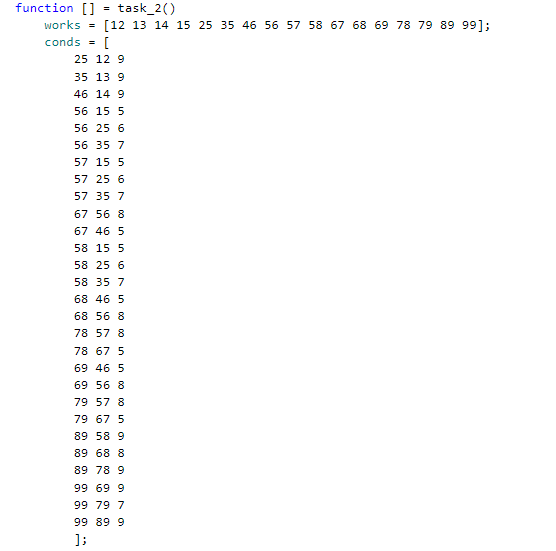 function [] = task_2()
works = [12 13 14 15 25 35 46 56 57 58 67 68 69 78 79 89 99];
conds = [
25 12 9
35 13 9
46 14 9
56 15 5
56 25 6
56 35 7
57 15 5
57 25 6
57 35 7
67 56 8
67 46 5
58 15 5
58 25 6
58 35 7
68 46 5
68 56 8
78 57 8
78 67 5
69 46 5
69 56 8
79 57 8
79 67 5
89 58 9
89 68 8
89 78 9
99 69 9
99 79 7
99 89 9
];